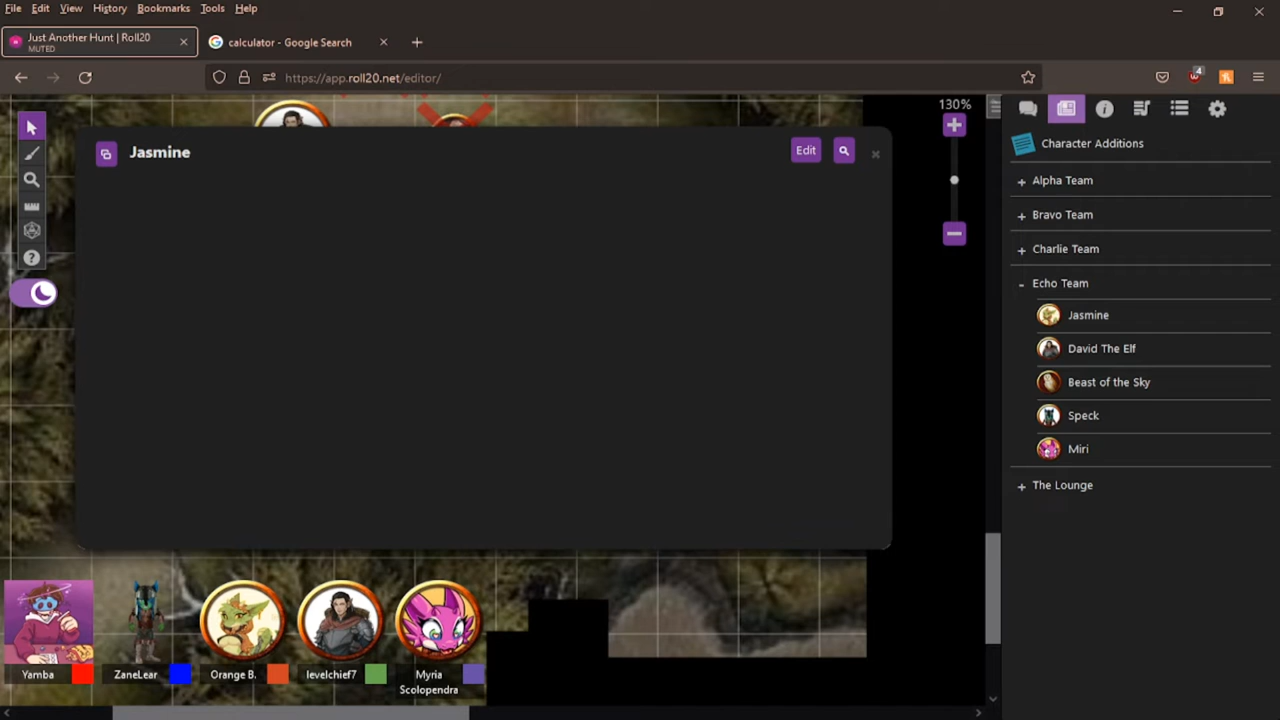 File Edit View History Bookmarks Tools Help
Just Another Hunt | Roll20
MUTED
calculator - Google Search
https://app.roll20.net/editor/
4
130%
Jasmine
Edit
Character Additions
+ Alpha Team
+ Bravo Team
+ Charlie Team
- Echo Team
Jasmine
David The Elf
Beast of the Sky
Speck
Miri
+ The Lounge
Yamba
ZaneLear
Orange B.
levelchief7
Myria
Scolopendra